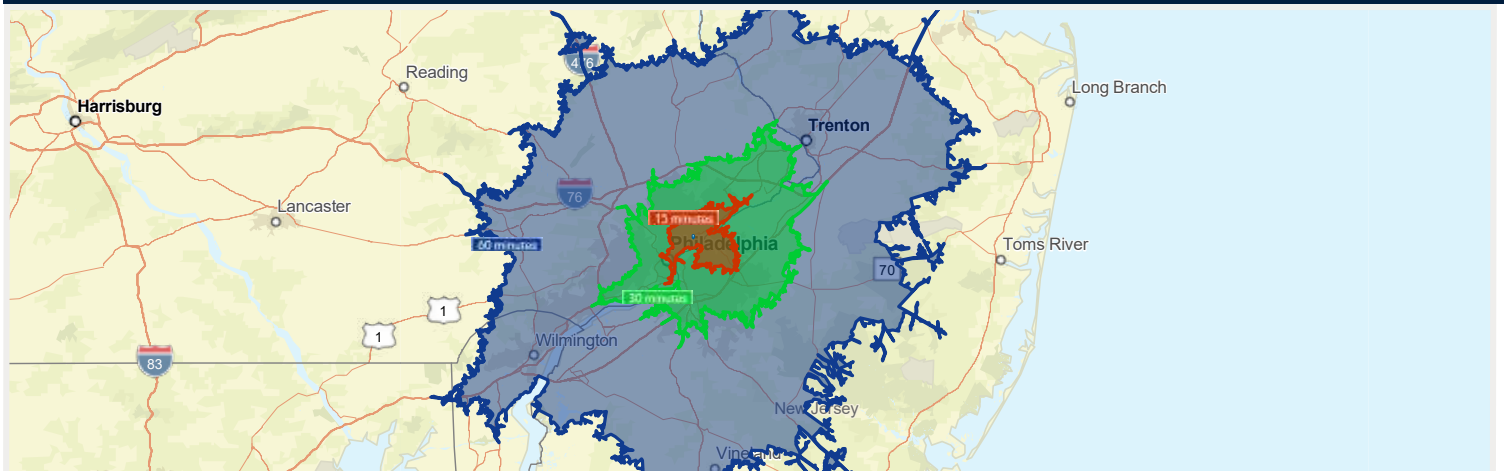 476
Reading
Long Branch
Harrisburg
Trenton
76
Lancaster
15 minutes
Philadelphia
60 minutes
Toms River
70
30 minutes
1
1
Wilmington
83
New Jersey
Vineland